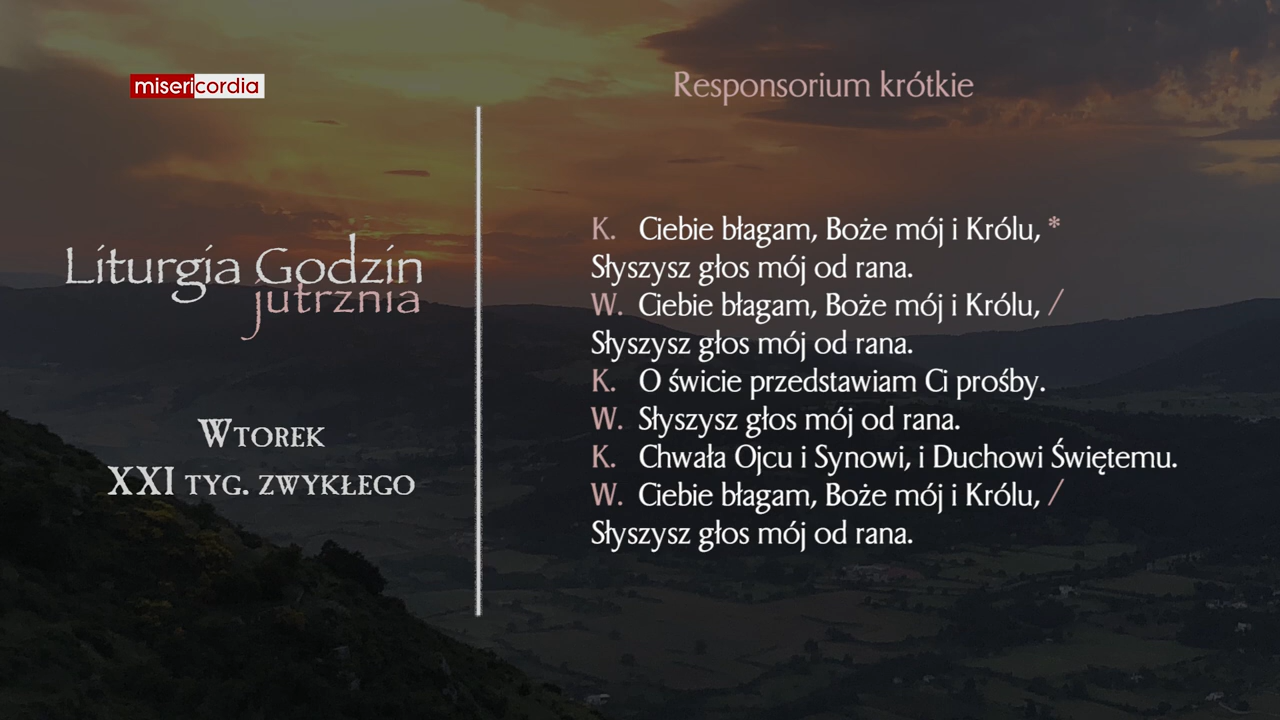 misericordia
Liturgia Godzin
jutrznia
Wtorek
XXI tyg. zwykłego
Responsorium krótkie
K. Ciebie błagam, Boże mój i Królu, *
Słyszysz głos mój od rana.
W. Ciebie błagam, Boże mój i Królu, /
Słyszysz głos mój od rana.
K. O świcie przedstawiam Ci prośby.
W. Słyszysz głos mój od rana.
K. Chwała Ojcu i Synowi, i Duchowi Świętemu.
W. Ciebie błagam, Boże mój i Królu, /
Słyszysz głos mój od rana.